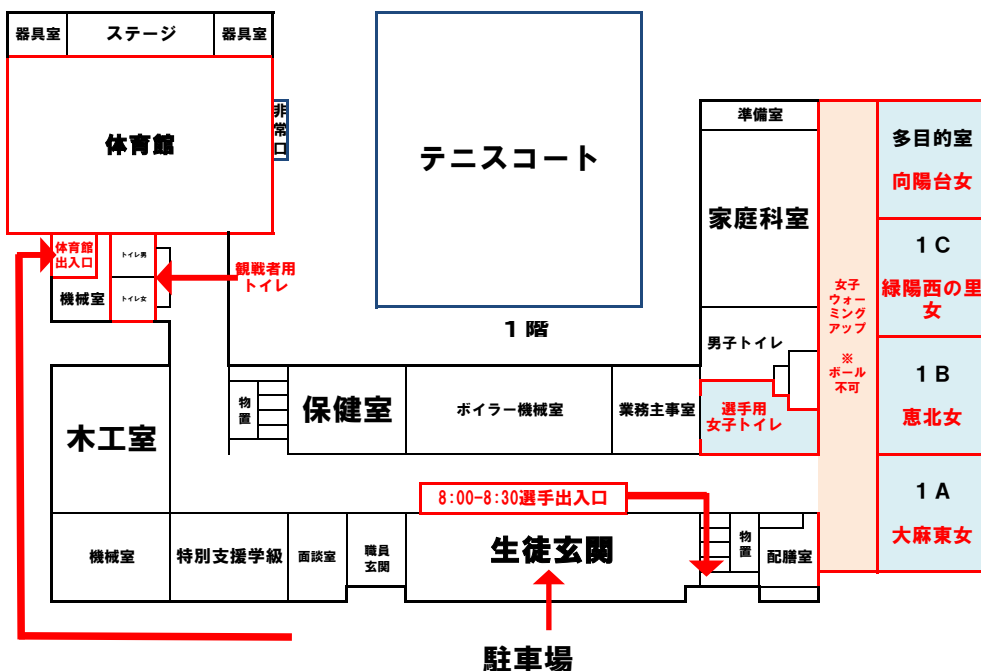 器具室
ステージ
器具室
体育館
非
常
口
テニスコート
準備室
家庭科室
多目的室
向陽台女
1 C
緑陽西の里
女
1 B
恵北女
1 A
大麻東女
女子
ウォー
ミング
アップ
※
ボール
不可
体育館
出入口
トイレ男
トイレ女
機械室
観戦者用
トイレ
1 階
男子トイレ
選手用
女子トイレ
木工室
物
置
保健室
ボイラー機械室
業務主事室
8:00-8:30選手出入口
機械室
特別支援学級
面談室
職員
玄関
生徒玄関
物
置
配膳室
駐車場